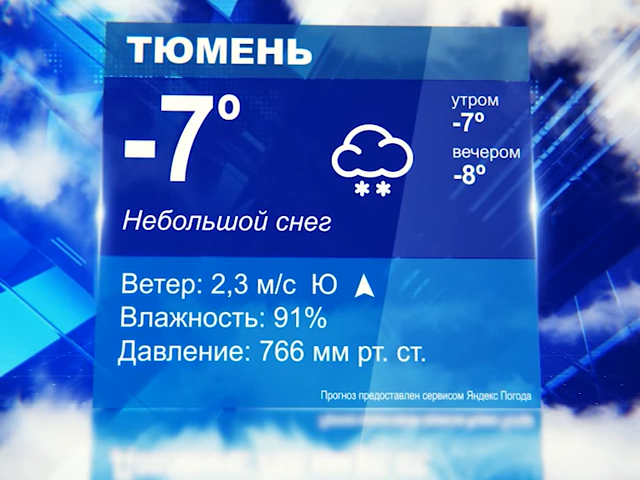 ТЮМЕНЬ
-7º
утром
-7º
вечером
-8º
Небольшой снег
Ветер: 2,3 м/с Ю
Влажность: 91%
Давление: 766 мм рт. ст.
Прогноз предоставлен сервисом Яндекс Погода